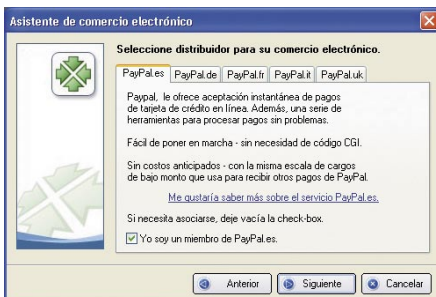 Asistente de comercio electrónico
Seleccione distribuidor para su comercio electrónico.
PayPal.es PayPal.de PayPal.fr PayPal.it PayPal.uk
Paypal, le ofrece aceptación instantánea de pagos
de tarjeta de crédito en línea. Además, una serie de
herramientas para procesar pagos sin problemas.
Fácil de poner en marcha - sin necesidad de código CGI.
Sin costos anticipados - con la misma escala de cargos
de bajo monto que usa para recibir otros pagos de PayPal.
Me gustaría saber más sobre el servicio PayPal.es.
Si necesita asociarse, deje vacía la check-box.
Yo soy un miembro de PayPal.es.
Anterior Siguiente Cancelar